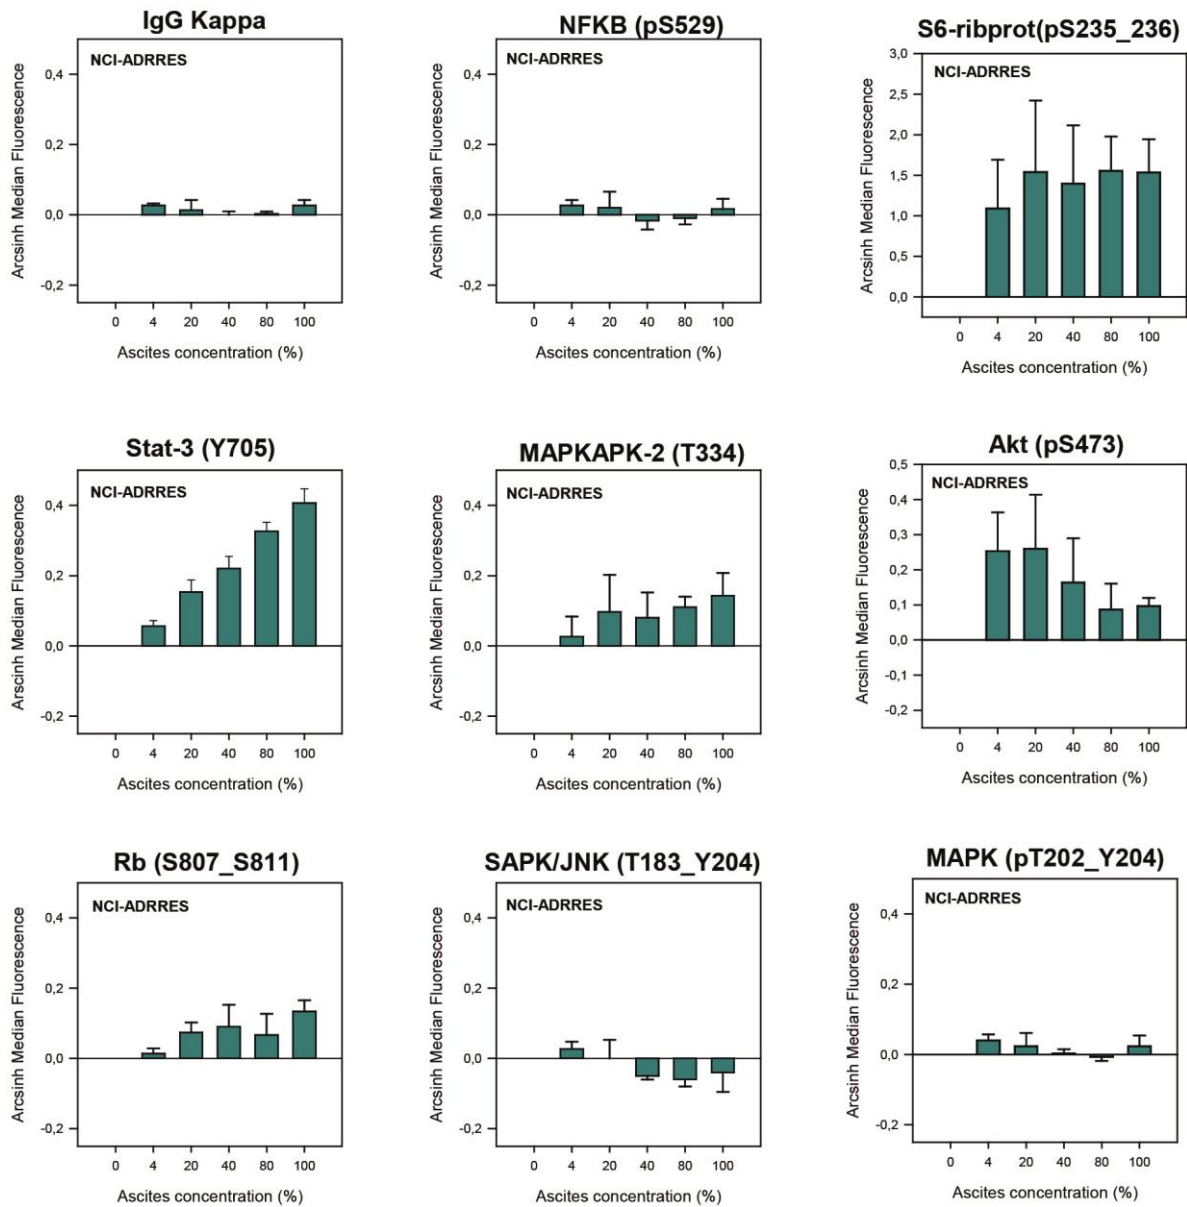 IgG Kappa
NCI-ADRRES
Arcsinh Median Fluorescence
0,4
0,2
0,0
-0,2
0 4 20 40 80 100
Ascites concentration (%)
NFKB (pS529)
NCI-ADRRES
Arcsinh Median Fluorescence
0,4
0,2
0,0
-0,2
0 4 20 40 80 100
Ascites concentration (%)
S6-ribprot(pS235_236)
NCI-ADRRES
Arcsinh Median Fluorescence
3,0
2,5
2,0
1,5
1,0
0,5
0,0
0 4 20 40 80 100
Ascites concentration (%)
Stat-3 (Y705)
NCI-ADRRES
Arscinh Median Fluorescence
0,4
0,2
0,0
-0,2
0 4 20 40 80 100
Ascites concentration (%)
MAPKAPK-2 (T334)
NCI-ADRRES
Arcsinh Median Fluorescence
0,4
0,2
0,0
-0,2
0 4 20 40 80 100
Ascites concentration (%)
Akt (pS473)
NCI-ADRRES
Arcsinh Median Fluorescence
0,5
0,4
0,3
0,2
0,1
0,0
-0,1
-0,2
0 4 20 40 80 100
Ascites concentration (%)
Rb (S807_S811)
NCI-ADRRES
Arcsinh Median Fluorescence
0,4
0,2
0,0
-0,2
0 4 20 40 80 100
Ascites concentration (%)
SAPK/JNK (T183_Y204)
NCI-ADRRES
Arcsinh Median Fluorescence
0,4
0,2
0,0
-0,2
0 4 20 40 80 100
Ascites concentration (%)
MAPK (pT202_Y204)
NCI-ADRRES
Arcsinh Median Fluorescence
0,4
0,2
0,0
-0,2
0 4 20 40 80 100
Ascites concentration (%)